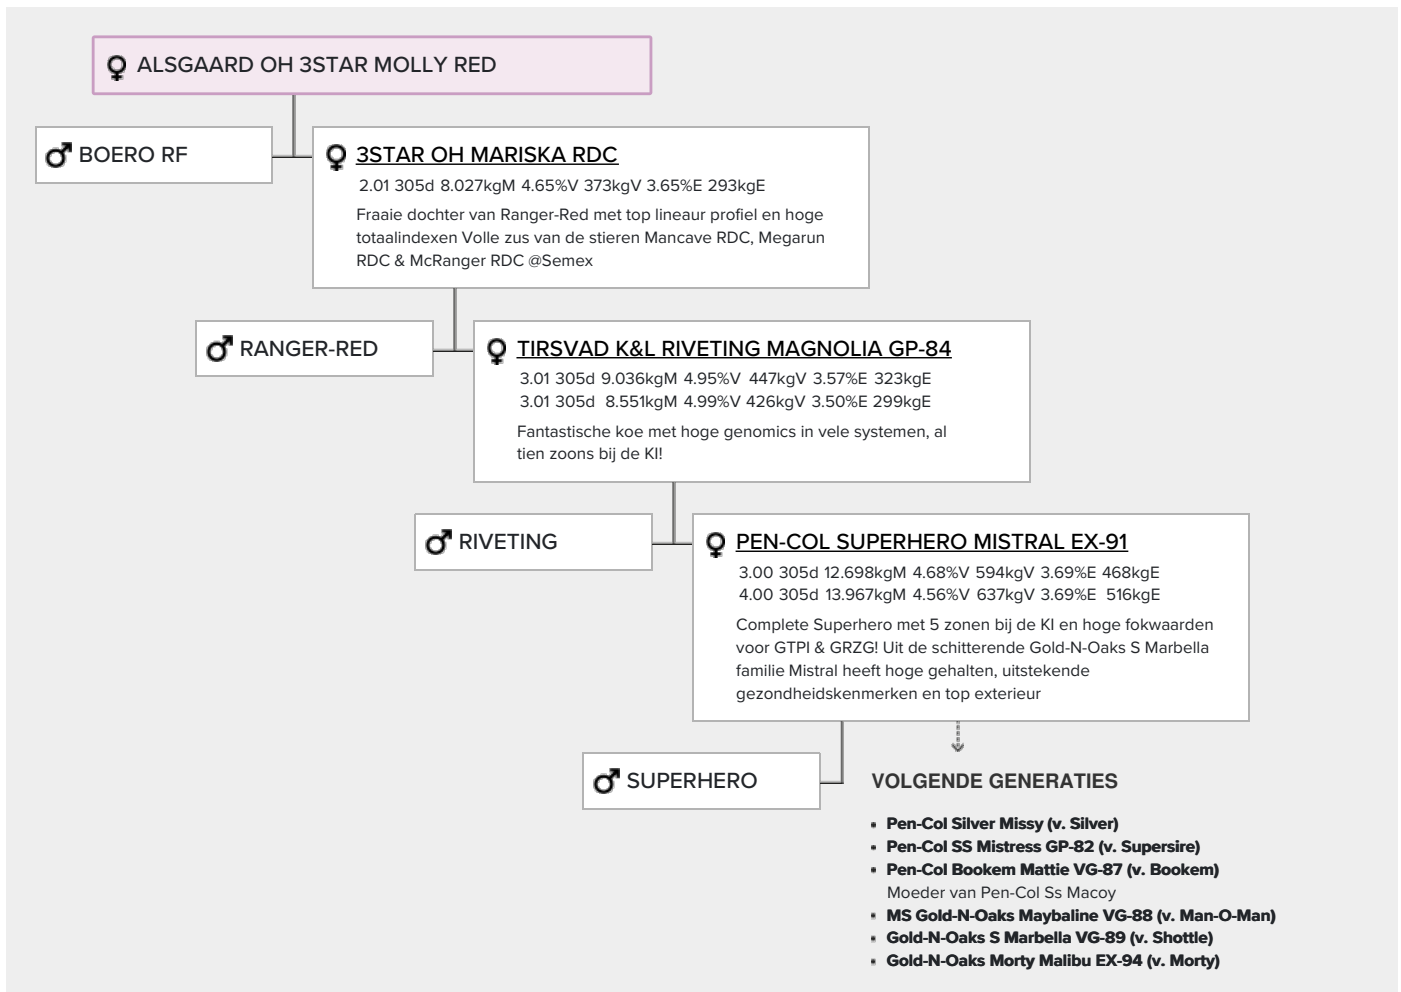 ALSGAARD OH 3STAR MOLLY RED
BOERO RF
3STAR OH MARISKA RDC
2.01 305d 8.027kgM 4.65%V 373kgV 3.65%E 293kgE
Fraaie dochter van Ranger-Red met top lineaur profiel en hoge
totaalindexen Volle zus van de stieren Mancave RDC, Megarun
RDC & McRanger RDC @Semex
RANGER-RED
TIRSVAD K&L RIVETING MAGNOLIA GP-84
3.01 305d 9.036kgM 4.95%V 447kgV 3.57%E 323kgE
3.01 305d 8.551kgM 4.99%V 426kgV 3.50%E 299kgE
Fantastische koe met hoge genomics in vele systemen, al
tien zoons bij de KI!
RIVETING
PEN-COL SUPERHERO MISTRAL EX-91
3.00 305d 12.698kgM 4.68%V 594kgV 3.69%E 468kgE
4.00 305d 13.967kgM 4.56%V 637kgV 3.69%E 516kgE
Complete Superhero met 5 zonen bij de KI en hoge fokwaarden
voor GTPI & GRZG! Uit de schitterende Gold-N-Oaks S Marbella
familie Mistral heeft hoge gehalten, uitstekende
gezondheidskenmerken en top exterieur
SUPERHERO
VOLGENDE GENERATIES
Pen-Col Silver Missy (v. Silver)
Pen-Col SS Mistress GP-82 (v. Supersire)
Pen-Col Bookem Mattie VG-87 (v. Bookem)
Moeder van Pen-Col Ss Macoy
MS Gold-N-Oaks Maybaline VG-88 (v. Man-O-Man)
Gold-N-Oaks S Marbella VG-89 (v. Shottle)
Gold-N-Oaks Morty Malibu EX-94 (v. Morty)